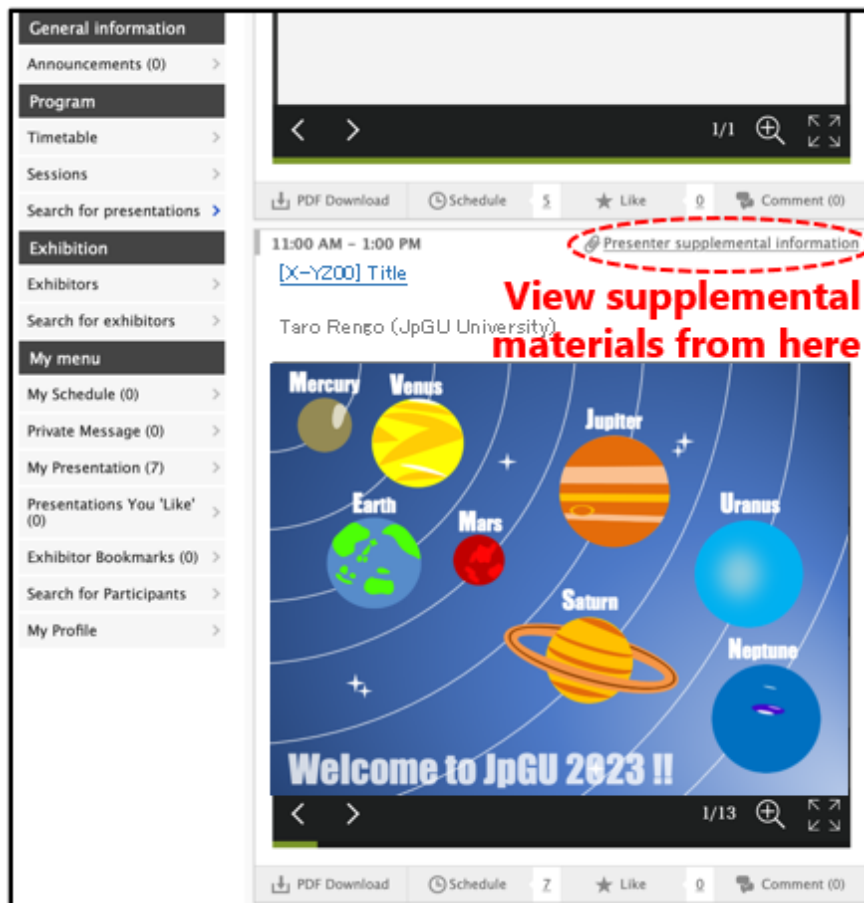 General information
Announcements (0)
Program
Timetable
Sessions
Search for presentations
Exhibition
Exhibitors
Search for exhibitors
My menu
My Schedule (0)
Private Message (0)
My Presentation (7)
Presentations You 'Like'
(0)
Exhibitor Bookmarks (0)
Search for Participants
My Profile
1/1
PDF Download Schedule 5 Like 0 Comment (0)
11:00 AM – 1:00 PM Presenter supplemental information
[X-YZ00] Title
View supplemental
Taro Rengo (JpGU University)
materials from here
Mercury
Venus
Jupiter
Earth
Mars
Uranus
Saturn
Neptune
Welcome to JpGU 2023 !!
1/13
PDF Download Schedule 7 Like 0 Comment (0)